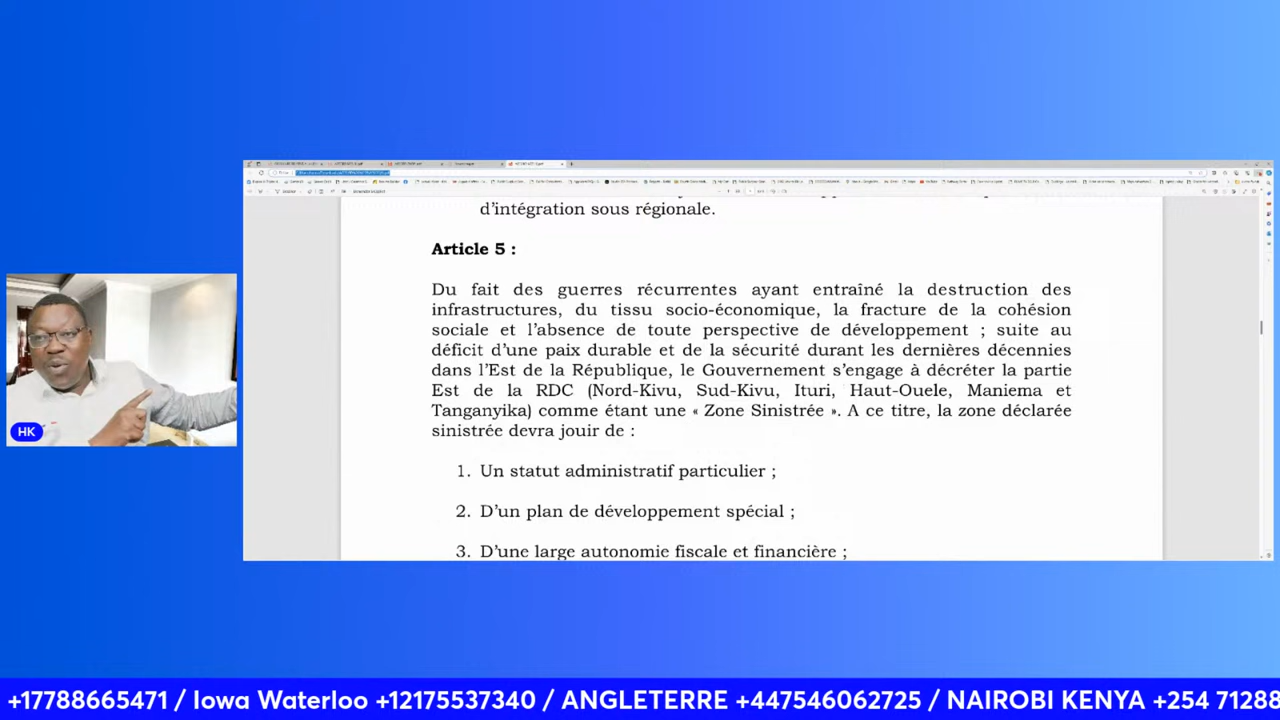 d’intégration sous régionale.
Article 5 :
Du fait des guerres récurrentes ayant entraîné la destruction des
infrastructures, du tissu socio-économique, la fracture de la cohésion
sociale et l’absence de toute perspective de développement ; suite au
déficit d’une paix durable et de la sécurité durant les dernières décennies
dans l’Est de la République, le Gouvernement s’engage à décréter la partie
Est de la RDC (Nord-Kivu, Sud-Kivu, Ituri, Haut-Ouele, Maniema et
Tanganyika) comme étant une « Zone Sinistrée ». A ce titre, la zone déclarée
sinistrée devra jouir de :
1. Un statut administratif particulier ;
2. D’un plan de développement spécial ;
3. D’une large autonomie fiscale et financière ;
HK
+17788665471 / Iowa Waterloo +12175537340 / ANGLETERRE +447546062725 / NAIROBI KENYA +254 71288